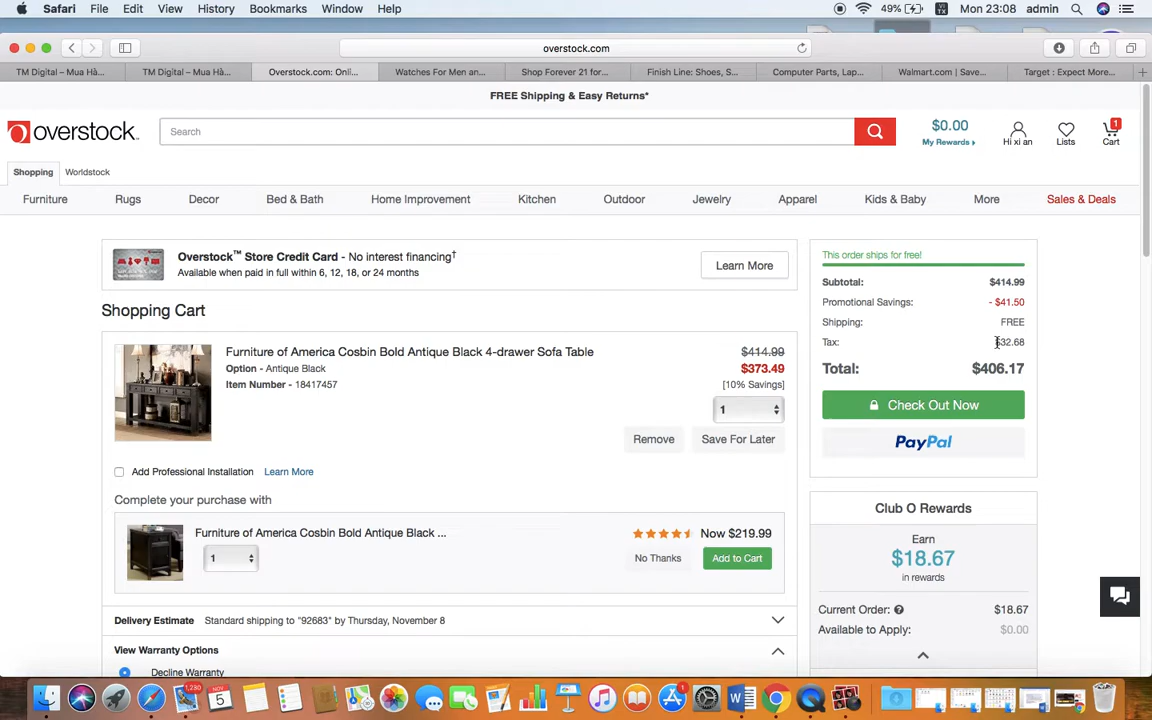 Safari File Edit View History Bookmarks Window Help 49% VI TX Mon 23:08 admin
overstock.com
TM Digital – Mua Hà... TM Digital – Mua Hà... Overstock.com: Onli... Watches For Men an... Shop Forever 21 for... Finish Line: Shoes, S... Computer Parts, Lap... Walmart.com | Save... Target : Expect More...
FREE Shipping & Easy Returns*
overstock.
Search
$0.00
My Rewards
Hi xi an
Lists
1
Cart
Shopping Worldstock
Furniture Rugs Decor Bed & Bath Home Improvement Kitchen Outdoor Jewelry Apparel Kids & Baby More Sales & Deals
Overstock™ Store Credit Card - No interest financing†
Available when paid in full within 6, 12, 18, or 24 months
Learn More
Shopping Cart
Furniture of America Cosbin Bold Antique Black 4-drawer Sofa Table $414.99
Option - Antique Black $373.49
Item Number - 18417457 [10% Savings]
1
Remove Save For Later
Add Professional Installation Learn More
Complete your purchase with
Furniture of America Cosbin Bold Antique Black ... Now $219.99
1 No Thanks Add to Cart
Delivery Estimate Standard shipping to "92683" by Thursday, November 8
View Warranty Options
Decline Warranty
This order ships for free!
Subtotal: $414.99
Promotional Savings: - $41.50
Shipping: FREE
Tax: $32.68
Total: $406.17
Check Out Now
PayPal
Club O Rewards
Earn
$18.67
in rewards
Current Order: $18.67
Available to Apply: $0.00
1,230
NOV
5
1